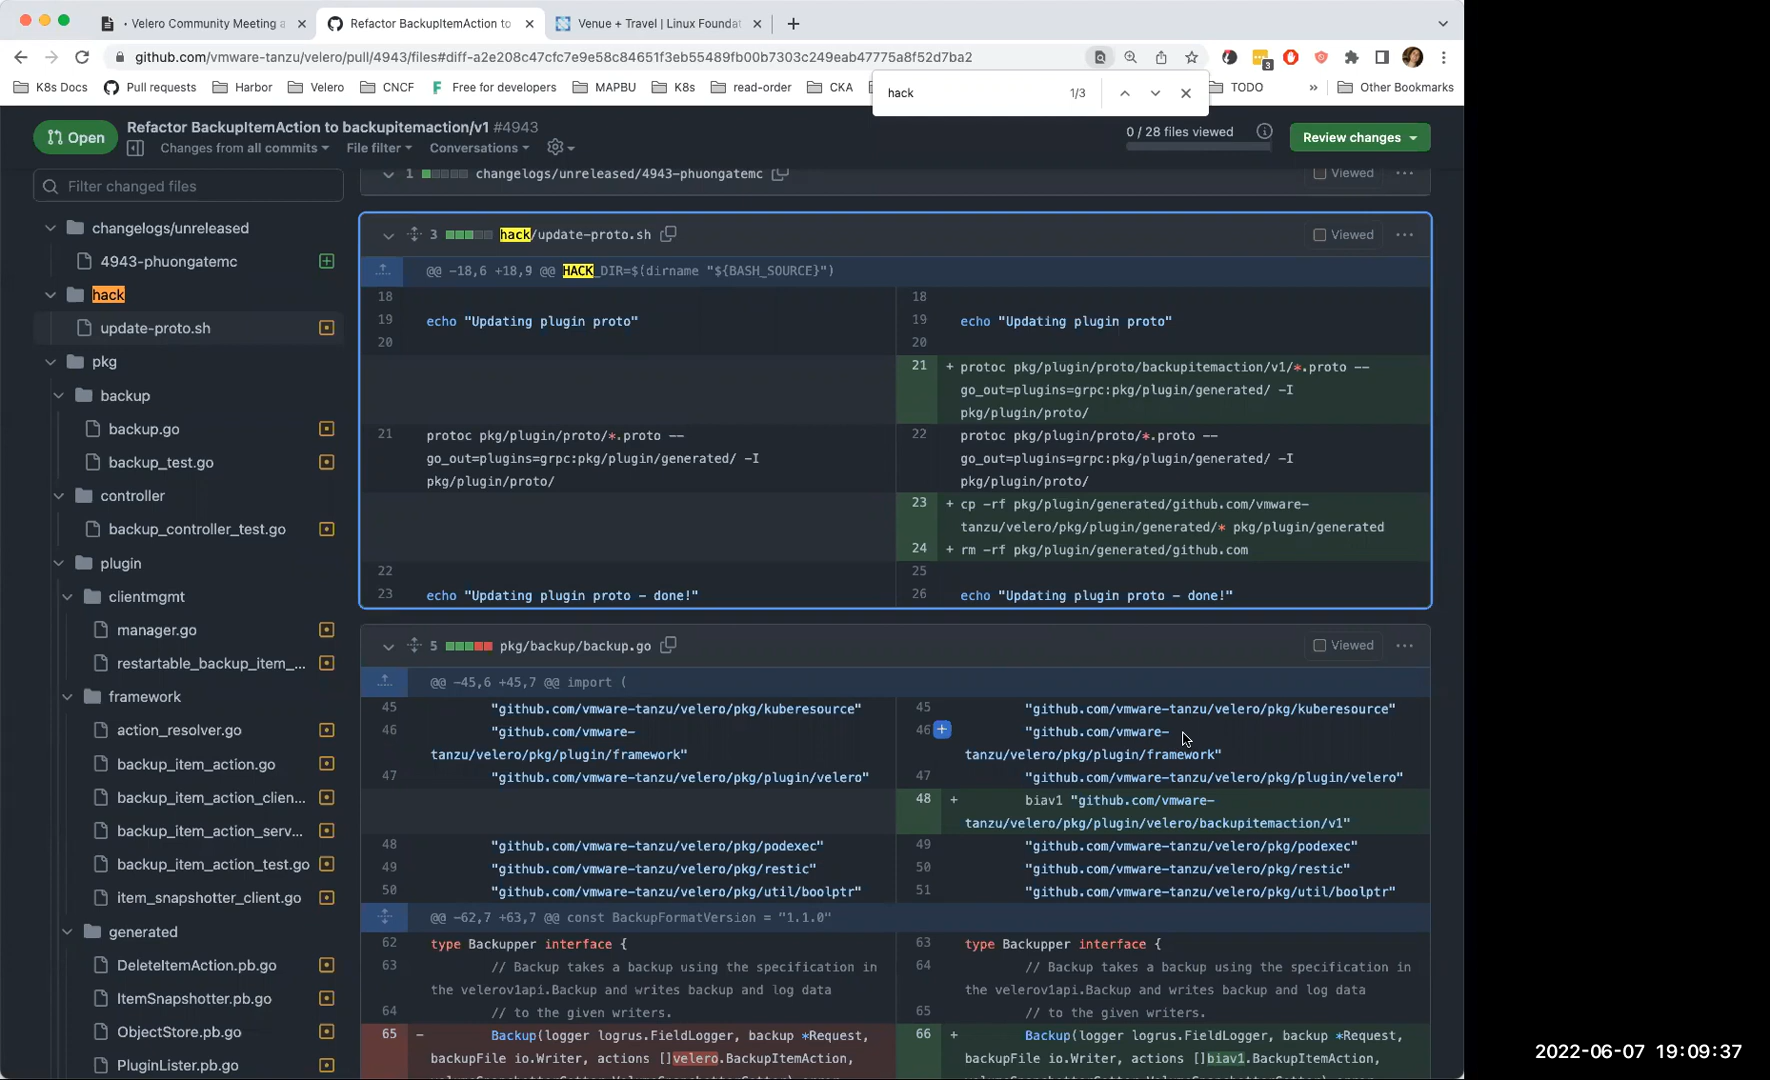 Velero Community Meeting a
Refactor BackupItemAction to
Venue + Travel | Linux Foundat
github.com/vmware-tanzu/velero/pull/4943/files#diff-a2e208c47cfc7e9e58c84651f3eb55489fb00b7703c249eab47775a8f52d7ba2
3
K8s Docs
Pull requests
Harbor
Velero
CNCF
Free for developers
MAPBU
K8s
read-order
CKA
TODO
»
Other Bookmarks
hack
1/3
Open
Refactor BackupItemAction to backupitemaction/v1 #4943
Changes from all commits
File filter
Conversations
0 / 28 files viewed
Review changes
Filter changed files
changelogs/unreleased
4943-phuongatemc
hack
update-proto.sh
pkg
backup
backup.go
backup_test.go
controller
backup_controller_test.go
plugin
clientmgmt
manager.go
restartable_backup_item_...
framework
action_resolver.go
backup_item_action.go
backup_item_action_clien...
backup_item_action_serv...
backup_item_action_test.go
item_snapshotter_client.go
generated
DeleteItemAction.pb.go
ItemSnapshotter.pb.go
ObjectStore.pb.go
PluginLister.pb.go
1 changelogs/unreleased/4943-phuongatemc Viewed ...
3 hack/update-proto.sh Viewed ...
@@ -18,6 +18,9 @@ HACK_DIR=$(dirname "${BASH_SOURCE}")
18 18
19 echo "Updating plugin proto" 19 echo "Updating plugin proto"
20 20
21 + protoc pkg/plugin/proto/backupitemaction/v1/*.proto --
go_out=plugins=grpc:pkg/plugin/generated/ -I
pkg/plugin/proto/
21 protoc pkg/plugin/proto/*.proto -- 22 protoc pkg/plugin/proto/*.proto --
go_out=plugins=grpc:pkg/plugin/generated/ -I go_out=plugins=grpc:pkg/plugin/generated/ -I
pkg/plugin/proto/ pkg/plugin/proto/
23 + cp -rf pkg/plugin/generated/github.com/vmware-
tanzu/velero/pkg/plugin/generated/* pkg/plugin/generated
24 + rm -rf pkg/plugin/generated/github.com
22 25
23 echo "Updating plugin proto - done!" 26 echo "Updating plugin proto - done!"
5 pkg/backup/backup.go Viewed ...
@@ -45,6 +45,7 @@ import (
45 "github.com/vmware-tanzu/velero/pkg/kuberesource" 45 "github.com/vmware-tanzu/velero/pkg/kuberesource"
46 "github.com/vmware- 46 + "github.com/vmware-
tanzu/velero/pkg/plugin/framework" tanzu/velero/pkg/plugin/framework"
47 "github.com/vmware-tanzu/velero/pkg/plugin/velero" 47 "github.com/vmware-tanzu/velero/pkg/plugin/velero"
48 + biav1 "github.com/vmware-
tanzu/velero/pkg/plugin/velero/backupitemaction/v1"
48 "github.com/vmware-tanzu/velero/pkg/podexec" 49 "github.com/vmware-tanzu/velero/pkg/podexec"
49 "github.com/vmware-tanzu/velero/pkg/restic" 50 "github.com/vmware-tanzu/velero/pkg/restic"
50 "github.com/vmware-tanzu/velero/pkg/util/boolptr" 51 "github.com/vmware-tanzu/velero/pkg/util/boolptr"
@@ -62,7 +63,7 @@ const BackupFormatVersion = "1.1.0"
62 type Backupper interface { 63 type Backupper interface {
63 // Backup takes a backup using the specification in 64 // Backup takes a backup using the specification in
the velerov1api.Backup and writes backup and log data the velerov1api.Backup and writes backup and log data
64 // to the given writers. 65 // to the given writers.
65 - Backup(logger logrus.FieldLogger, backup *Request, 66 + Backup(logger logrus.FieldLogger, backup *Request,
backupFile io.Writer, actions []velero.BackupItemAction, backupFile io.Writer, actions []biav1.BackupItemAction,
2022-06-07 19:09:37